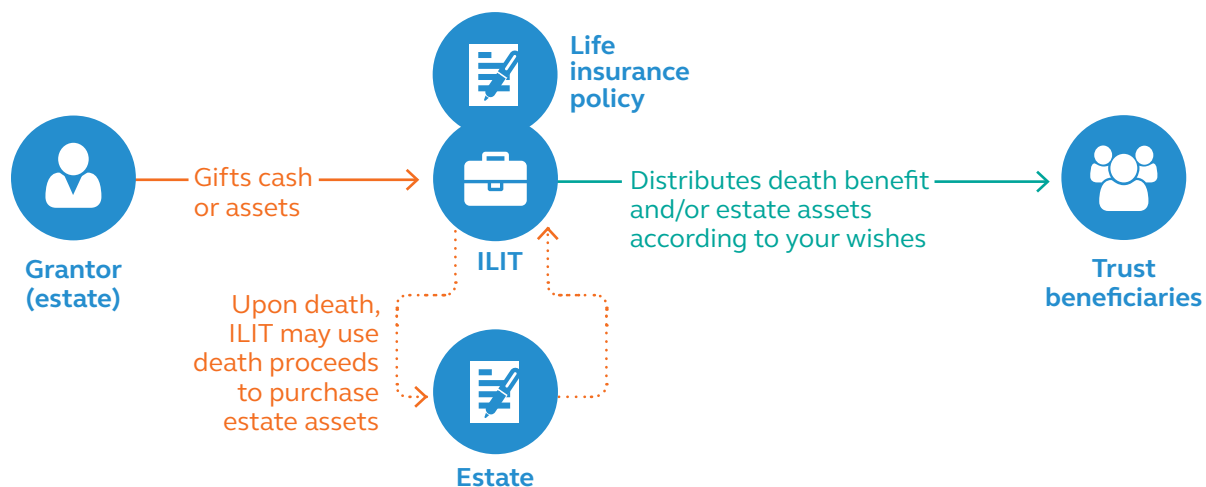 Life
insurance
policy
Gifts cash
or assets
Distributes death benefit
and/or estate assets
according to your wishes
Grantor
(estate)
ILIT
Trust
beneficiaries
Upon death,
ILIT may use
death proceeds
to purchase
estate assets
Estate